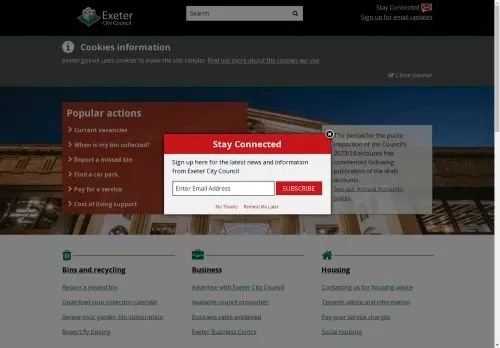 Exeter
City Council
Search
Stay Connected
Sign up for email updates
Cookies information
exeter.gov.uk uses cookies to make the site simpler. Find out more about the cookies we use
Close banner
Popular actions
Current vacancies
When is my bin collected?
Report a missed bin
Find a car park
Pay for a service
Cost of living support
Stay Connected
Sign up here for the latest news and information
from Exeter City Council
Enter Email Address
SUBSCRIBE
No Thanks
Remind Me Later
The period for the public
inspection of the Council's
2023/24 accounts has
commenced following
publication of the draft
accounts.
See our Annual Accounts
pages
Bins and recycling
Report a missed bin
Download your collection calendar
Renew your garden bin subscription
Report fly tipping
Business
Advertise with Exeter City Council
Available council properties
Business rates explained
Exeter Business Centre
Housing
Contacting us for housing advice
Tenants advice and information
Pay your service charges
Social housing